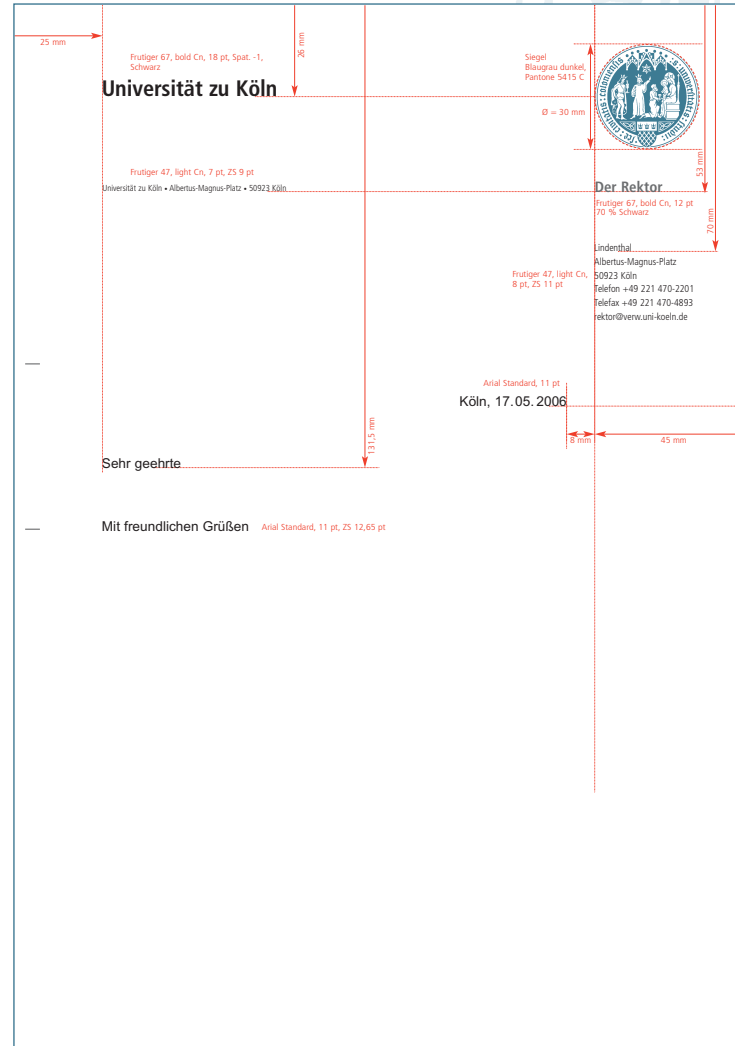 25 mm
26 mm
Frutiger 67, bold Cn, 18 pt, Spat. -1,
Schwarz
Universität zu Köln
Siegel
Blaugrau dunkel,
Pantone 5415 C
Ø = 30 mm
53 mm
Frutiger 47, light Cn, 7 pt, ZS 9 pt
Universität zu Köln • Albertus-Magnus-Platz • 50923 Köln
Der Rektor
Frutiger 67, bold Cn, 12 pt
70 % Schwarz
70 mm
Lindenthal
Albertus-Magnus-Platz
50923 Köln
Telefon +49 221 470-2201
Telefax +49 221 470-4893
rektor@verw.uni-koeln.de
Frutiger 47, light Cn,
8 pt, ZS 11 pt
Arial Standard, 11 pt
Köln, 17.05.2006
8 mm
45 mm
131,5 mm
Sehr geehrte
Mit freundlichen Grüßen
Arial Standard, 11 pt, ZS 12,65 pt